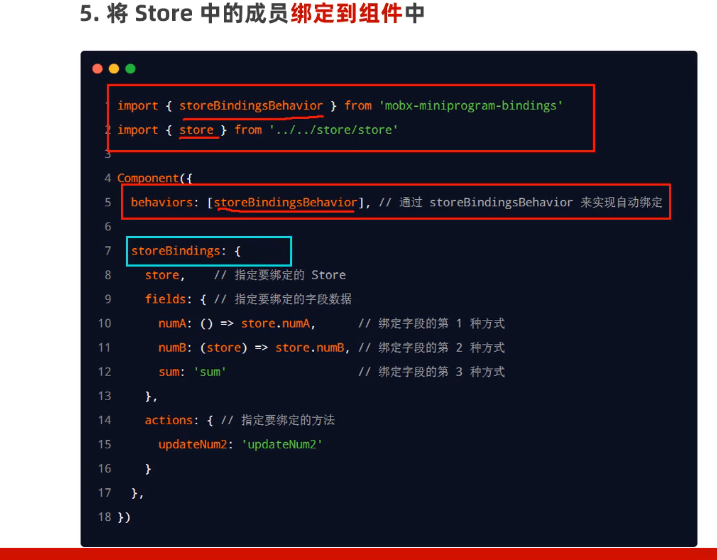 5. 将 Store 中的成员绑定到组件中
1 import { storeBindingsBehavior } from 'mobx-miniprogram-bindings'
2 import { store } from '../../store/store'
3
4 Component({
5 behaviors: [storeBindingsBehavior], // 通过 storeBindingsBehavior 来实现自动绑定
6
7 storeBindings: {
8 store, // 指定要绑定的 Store
9 fields: { // 指定要绑定的字段数据
10 numA: () => store.numA, // 绑定字段的第 1 种方式
11 numB: (store) => store.numB, // 绑定字段的第 2 种方式
12 sum: 'sum' // 绑定字段的第 3 种方式
13 },
14 actions: { // 指定要绑定的方法
15 updateNum2: 'updateNum2'
16 }
17 },
18 })